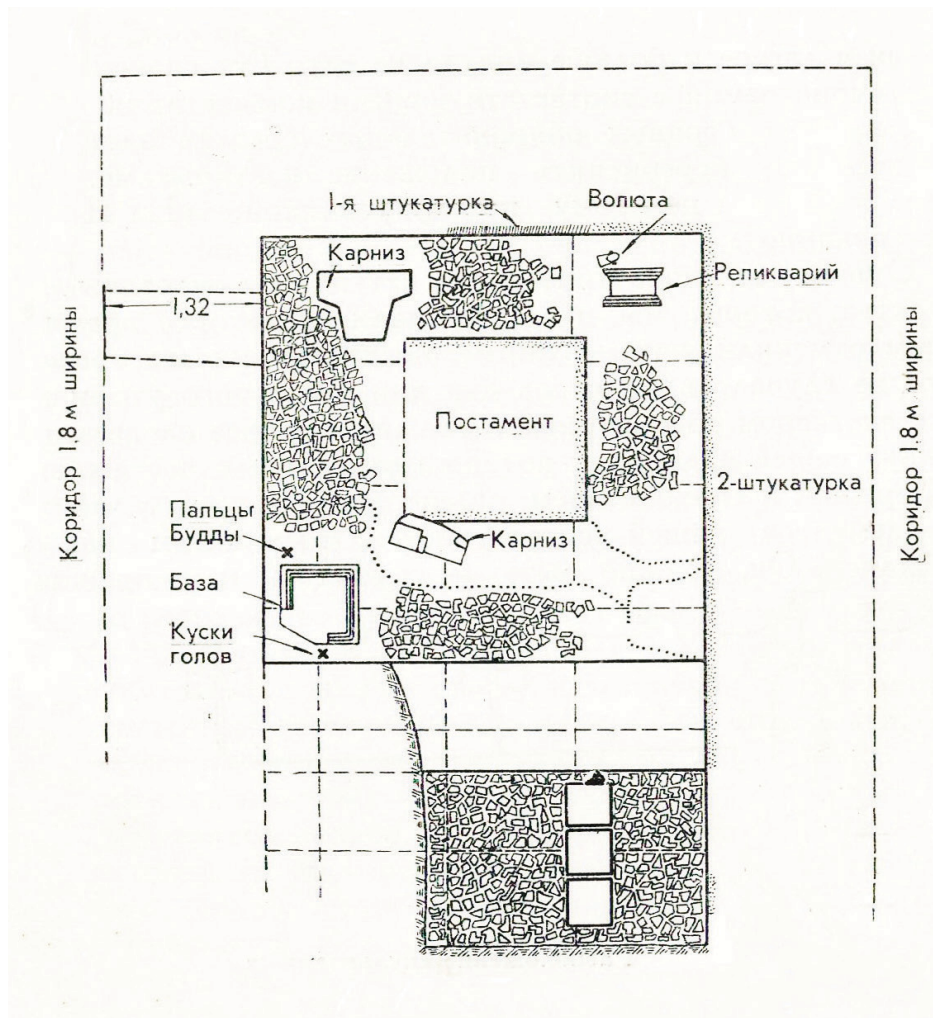 1-я штукатурка
Волюта
Карниз
Реликварий
1,32
Коридор 1.8 м ширины
Постамент
Коридор 1.8 м ширины
2-штукатурка
Пальцы
Будды
Карниз
База
Куски
голов